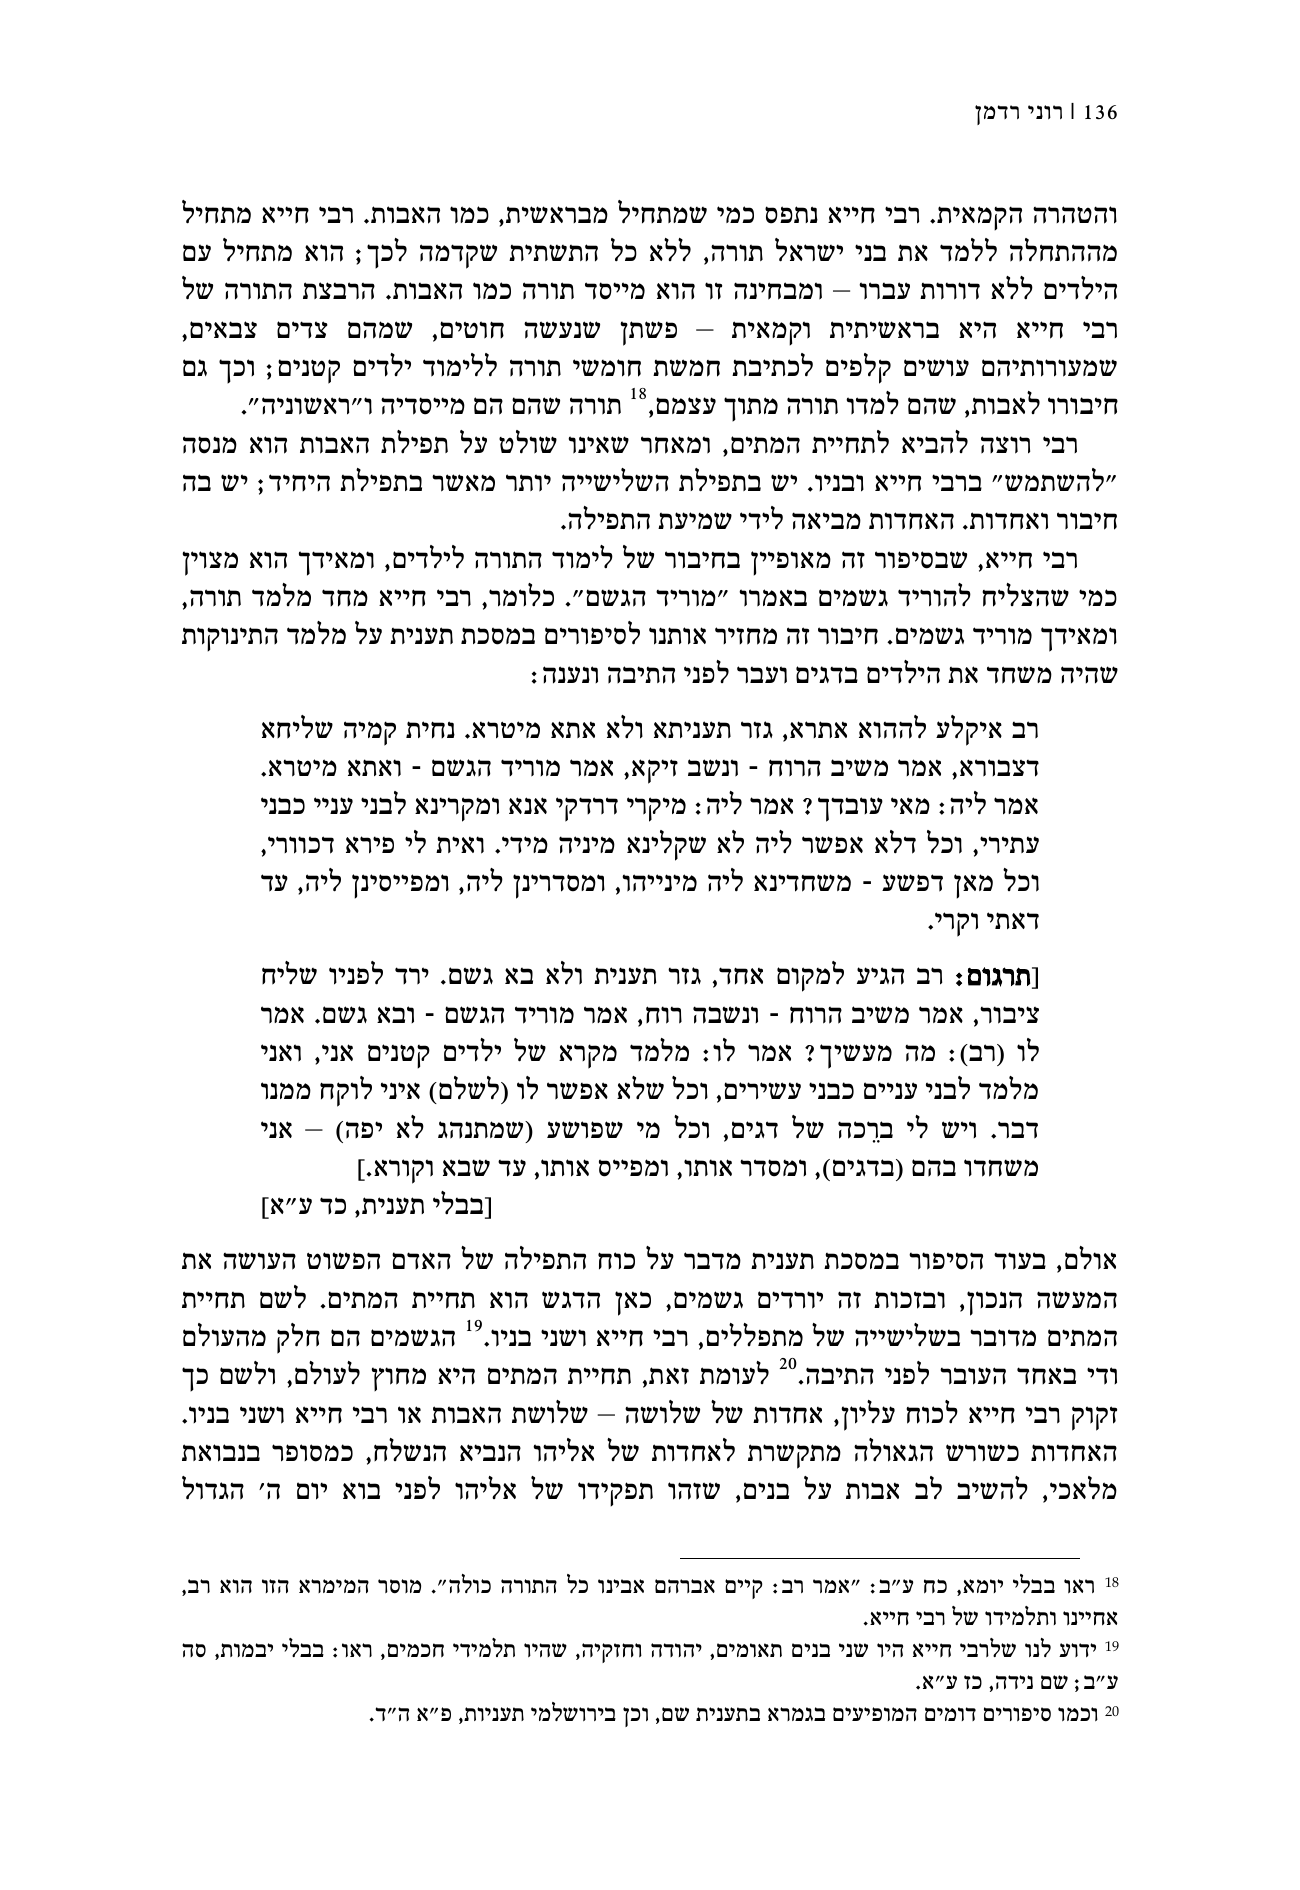 136 | רוני רדמן
והטהרה הקמאית. רבי חייא נתפס כמי שמתחיל מבראשית, כמו האבות. רבי חייא מתחיל
מההתחלה ללמד את בני ישראל תורה, ללא כל התשתית שקדמה לכך; הוא מתחיל עם
הילדים ללא דורות עברו – ומבחינה זו הוא מייסד תורה כמו האבות. הרבצת התורה של
רבי חייא היא בראשיתית וקמאית – פשתן שנעשה חוטים, שמהם צדים צבאים,
שמעורותיהם עושים קלפים לכתיבת חמשת חומשי תורה ללימוד ילדים קטנים; וכך גם
חיבורו לאבות, שהם למדו תורה מתוך עצמם,18 תורה שהם הם מייסדיה ו״ראשוניה״.
רבי רוצה להביא לתחיית המתים, ומאחר שאינו שולט על תפילת האבות הוא מנסה
״להשתמש״ ברבי חייא ובניו. יש בתפילת השלישייה יותר מאשר בתפילת היחיד; יש בה
חיבור ואחדות. האחדות מביאה לידי שמיעת התפילה.
רבי חייא, שבסיפור זה מאופיין בחיבור של לימוד התורה לילדים, ומאידך הוא מצוין
כמי שהצליח להוריד גשמים באמרו ״מוריד הגשם״. כלומר, רבי חייא מחד מלמד תורה,
ומאידך מוריד גשמים. חיבור זה מחזיר אותנו לסיפורים במסכת תענית על מלמד התינוקות
שהיה משחד את הילדים בדגים ועבר לפני התיבה ונענה:
רב איקלע לההוא אתרא, גזר תעניתא ולא אתא מיטרא. נחית קמיה שליחא
דצבורא, אמר משיב הרוח - ונשב זיקא, אמר מוריד הגשם - ואתא מיטרא.
אמר ליה: מאי עובדך? אמר ליה: מיקרי דרדקי אנא ומקרינא לבני עניי כבני
עתירי, וכל דלא אפשר ליה לא שקלינא מיניה מידי. ואית לי פירא דכוורי,
וכל מאן דפשע - משחדינא ליה מינייהו, ומסדרינן ליה, ומפייסינן ליה, עד
דאתי וקרי.
[תרגום: רב הגיע למקום אחד, גזר תענית ולא בא גשם. ירד לפניו שליח
ציבור, אמר משיב הרוח - ונשבה רוח, אמר מוריד הגשם - ובא גשם. אמר
לו (רב): מה מעשיך? אמר לו: מלמד מקרא של ילדים קטנים אני, ואני
מלמד לבני עניים כבני עשירים, וכל שלא אפשר לו (לשלם) איני לוקח ממנו
דבר. ויש לי ברֵכה של דגים, וכל מי שפושע (שמתנהג לא יפה) – אני
משחדו בהם (בדגים), ומסדר אותו, ומפייס אותו, עד שבא וקורא.]
[בבלי תענית, כד ע״א]
אולם, בעוד הסיפור במסכת תענית מדבר על כוח התפילה של האדם הפשוט העושה את
המעשה הנכון, ובזכות זה יורדים גשמים, כאן הדגש הוא תחיית המתים. לשם תחיית
המתים מדובר בשלישייה של מתפללים, רבי חייא ושני בניו.19 הגשמים הם חלק מהעולם
ודי באחד העובר לפני התיבה.20 לעומת זאת, תחיית המתים היא מחוץ לעולם, ולשם כך
זקוק רבי חייא לכוח עליון, אחדות של שלושה – שלושת האבות או רבי חייא ושני בניו.
האחדות כשורש הגאולה מתקשרת לאחדות של אליהו הנביא הנשלח, כמסופר בנבואת
מלאכי, להשיב לב אבות על בנים, שזהו תפקידו של אליהו לפני בוא יום ה׳ הגדול
18 ראו בבלי יומא, כח ע״ב: ״אמר רב: קיים אברהם אבינו כל התורה כולה״. מוסר המימרא הזו הוא רב,
אחיינו ותלמידו של רבי חייא.
19 ידוע לנו שלרבי חייא היו שני בנים תאומים, יהודה וחזקיה, שהיו תלמידי חכמים, ראו: בבלי יבמות, סה
ע״ב; שם נידה, כז ע״א.
20 וכמו סיפורים דומים המופיעים בגמרא בתענית שם, וכן בירושלמי תעניות, פ״א ה״ד.